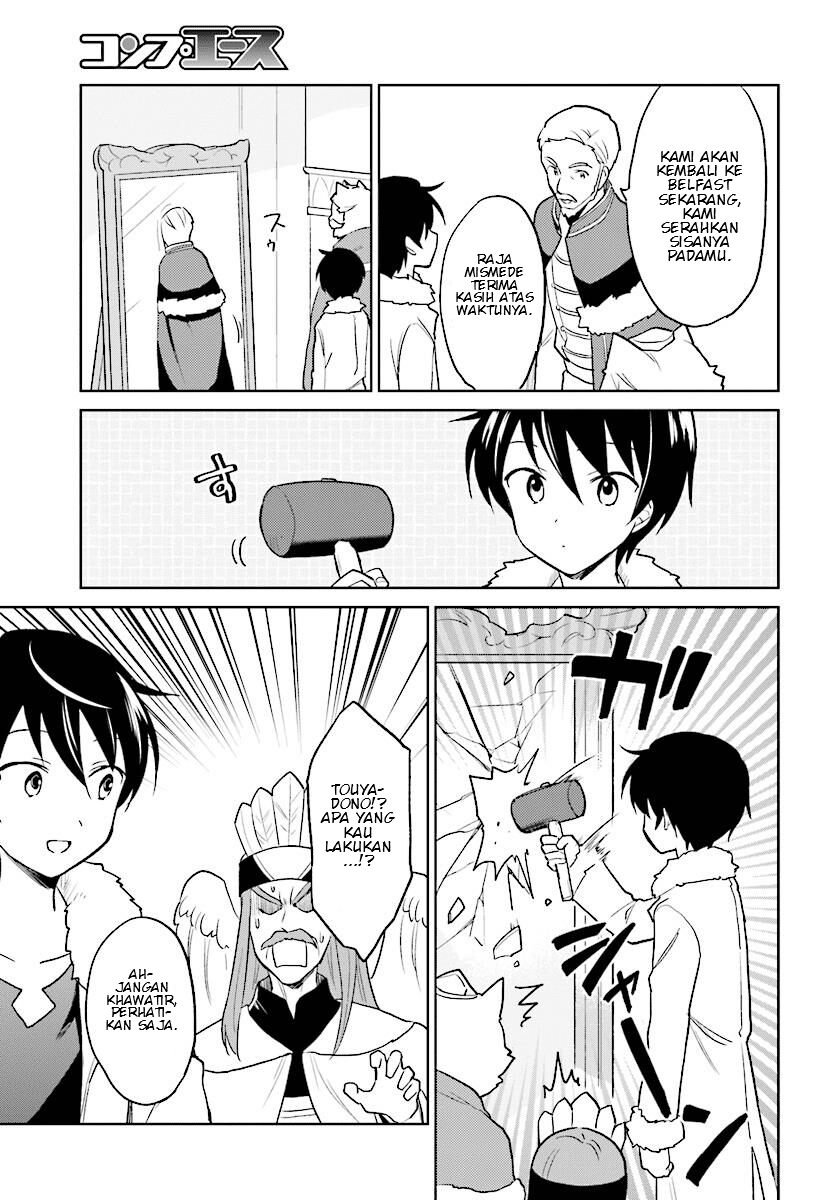 コンプ・エース
KAMI AKAN
KEMBALI KE
BELFAST
SEKARANG,
KAMI
SERAHKAN
SISANYA
PADAMU.
RAJA
MISMEDE
TERIMA
KASIH ATAS
WAKTUNYA.
スゥ
す
ガ
ガシャン
TOUYA-
DONO!?
APA YANG
KAU
LAKUKAN
...!?
AH-
JANGAN
KHAWATIR,
PERHATI-
KAN SAJA.